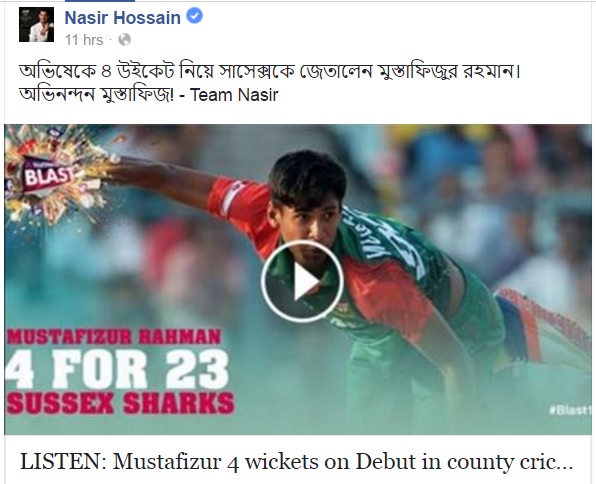 Nasir Hossain
11 hrs ·
অভিষেকে ৪ উইকেট নিয়ে সাসেক্সকে জেতালেন মুস্তাফিজুর রহমান।
অভিনন্দন মুস্তাফিজ! - Team Nasir
BLAST
MUSTAFIZUR RAHMAN
4 FOR 23
SUSSEX SHARKS
#Blast1
LISTEN: Mustafizur 4 wickets on Debut in county cric...